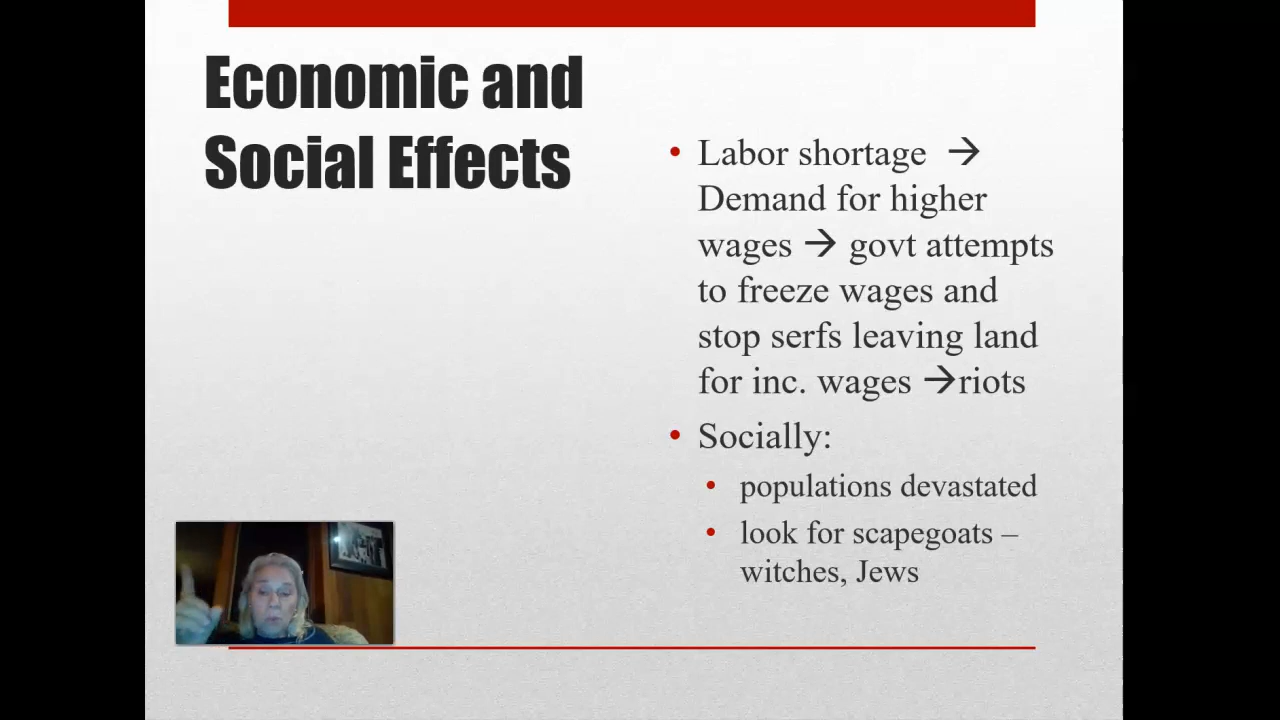 Economic and
Social Effects
• Labor shortage →
Demand for higher
wages → govt attempts
to freeze wages and
stop serfs leaving land
for inc. wages →riots
• Socially:
• populations devastated
• look for scapegoats –
witches, Jews